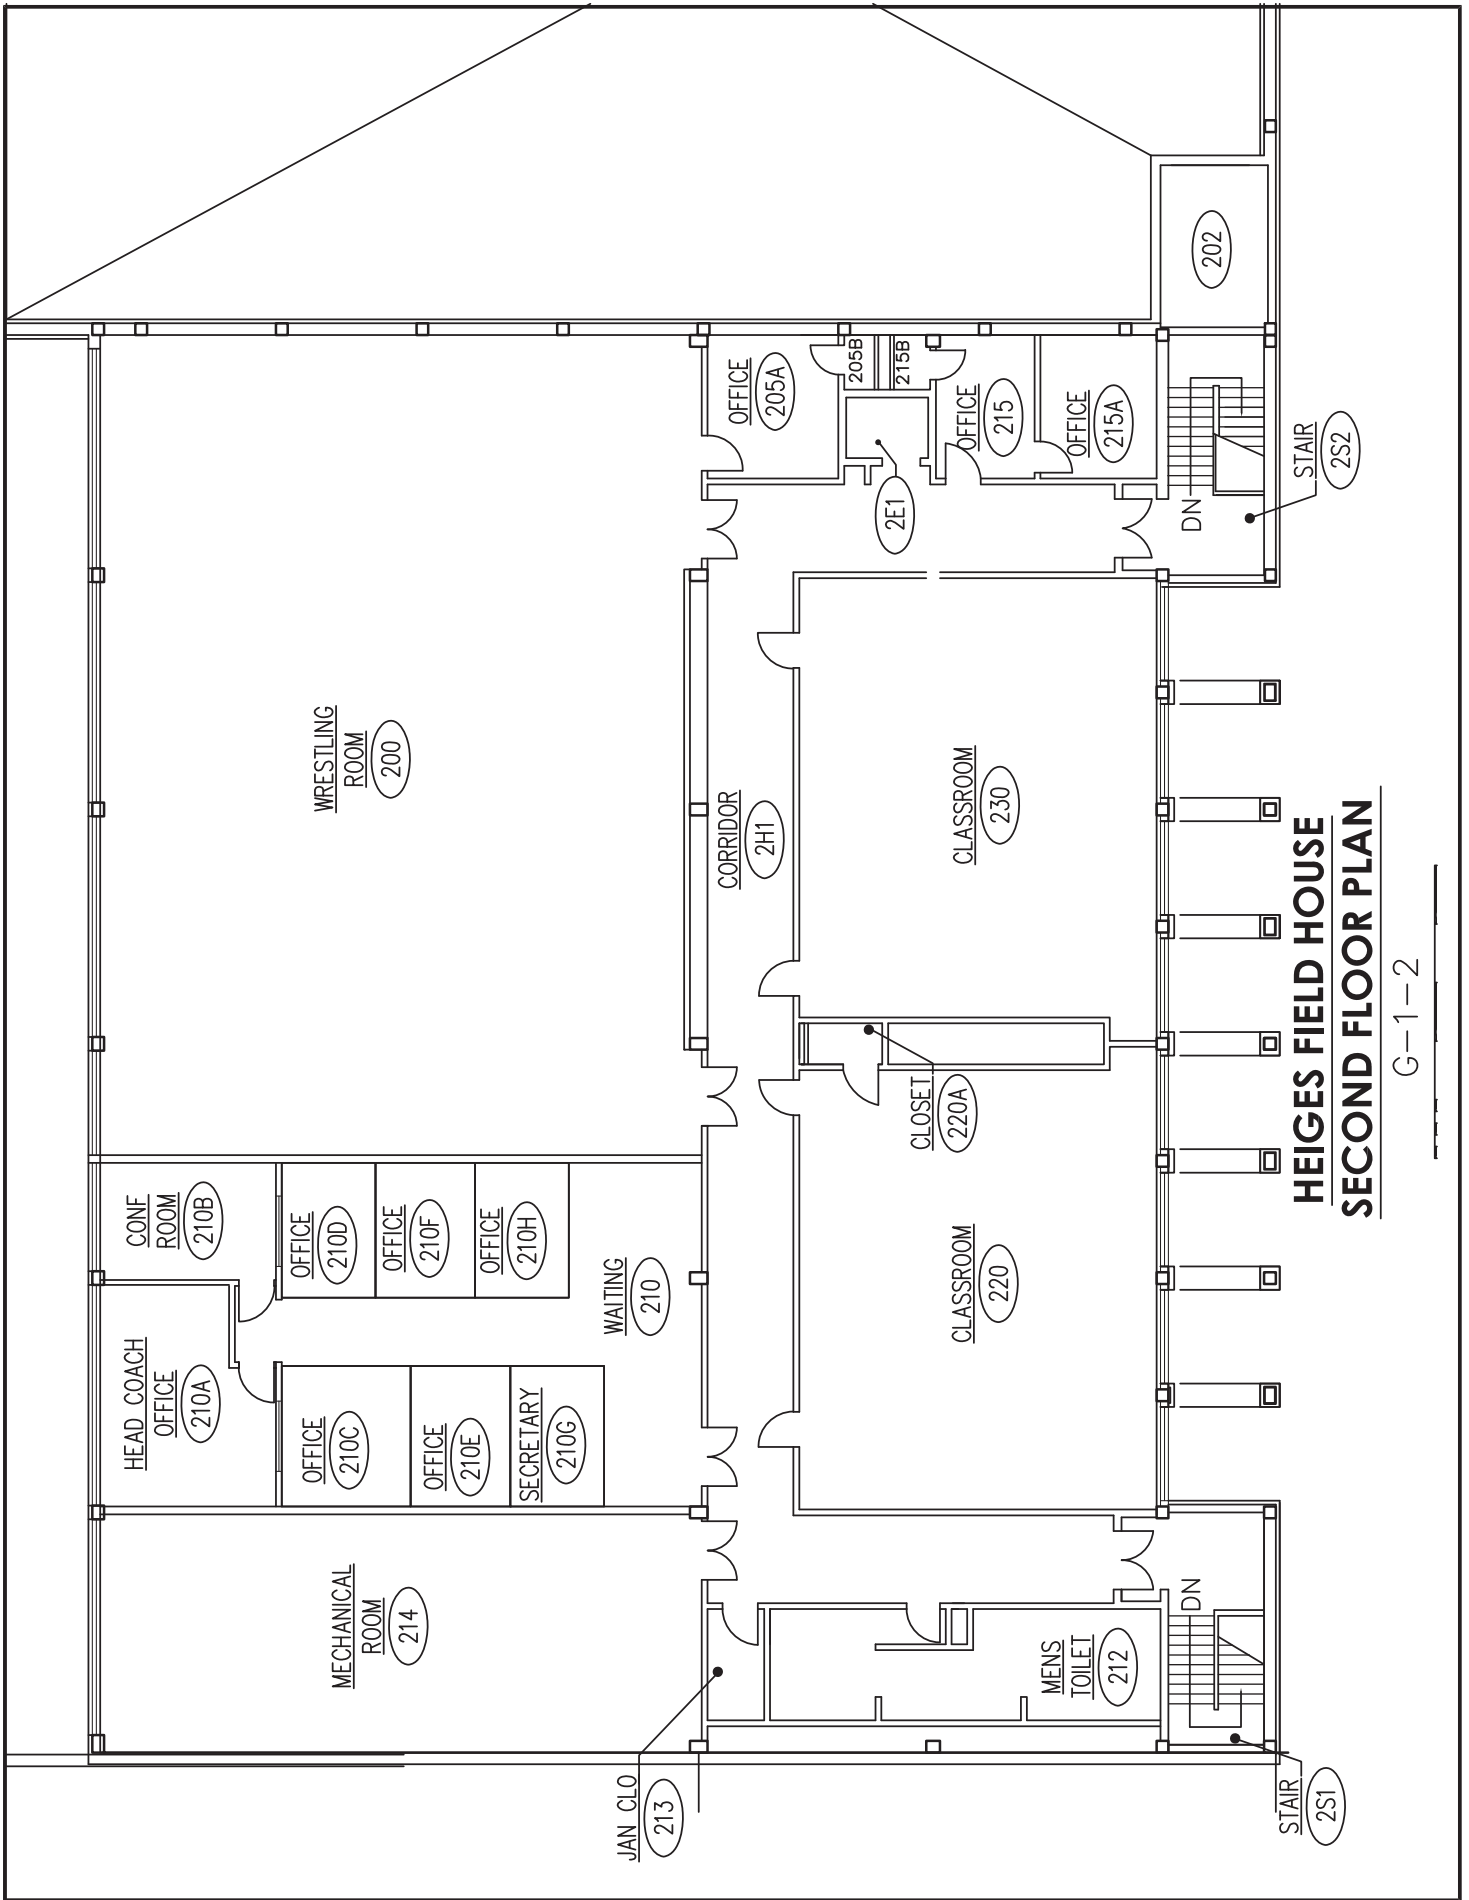 HEAD COACH
OFFICE
210A
CONF
ROOM
210B
MECHANICAL
ROOM
214
OFFICE
210C
OFFICE
210D
OFFICE
210E
OFFICE
210F
SECRETARY
210G
OFFICE
210H
WAITING
210
WRESTLING
ROOM
200
JAN CLO
213
CORRIDOR
2H1
OFFICE
205A
205B
215B
2E1
OFFICE
215
OFFICE
215A
CLOSET
220A
CLASSROOM
220
CLASSROOM
230
MENS
TOILET
212
DN
DN
202
STAIR
2S1
STAIR
2S2
HEIGES FIELD HOUSE
SECOND FLOOR PLAN
G-1-2